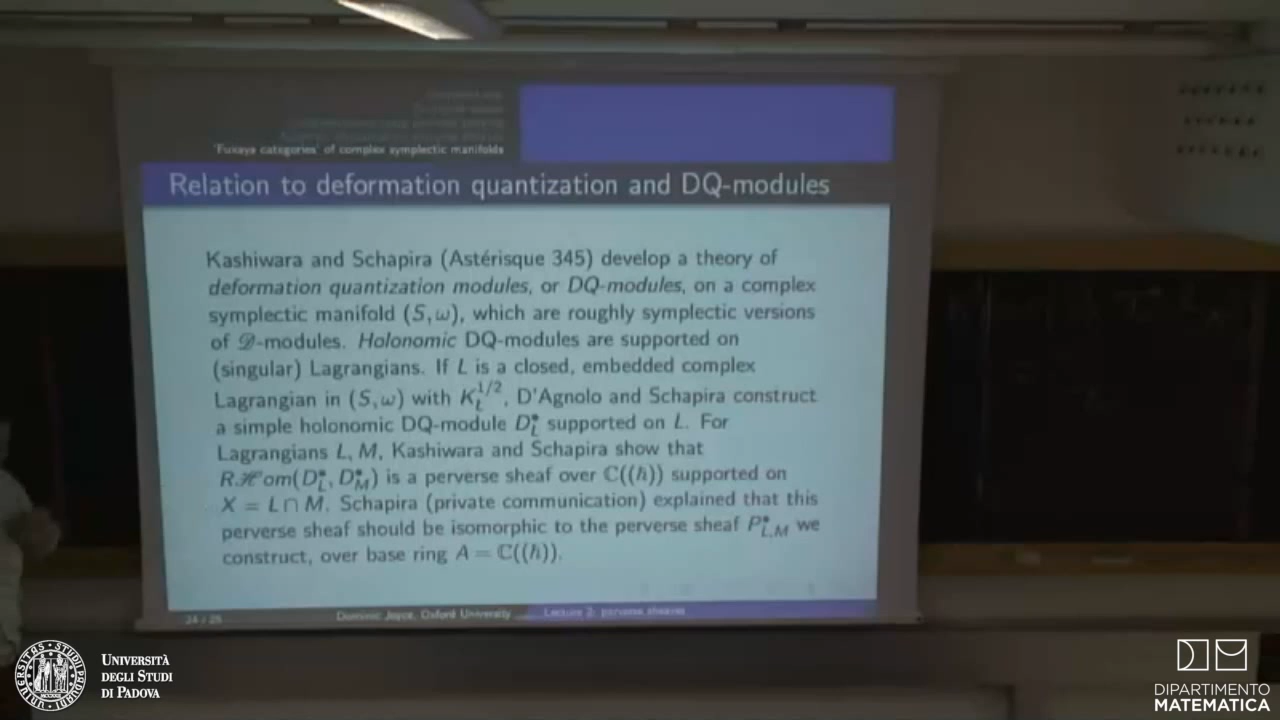 'Fukaya categories' of complex symplectic manifolds
Relation to deformation quantization and DQ-modules
Kashiwara and Schapira (Astérisque 345) develop a theory of
deformation quantization modules, or DQ-modules, on a complex
symplectic manifold (S, ω), which are roughly symplectic versions
of 𝒟-modules. Holonomic DQ-modules are supported on
(singular) Lagrangians. If L is a closed, embedded complex
Lagrangian in (S, ω) with K_L^{1/2}, D'Agnolo and Schapira construct
a simple holonomic DQ-module D_L^• supported on L. For
Lagrangians L, M, Kashiwara and Schapira show that
Rℋom(D_L^•, D_M^•) is a perverse sheaf over ℂ((ℏ)) supported on
X = L ∩ M. Schapira (private communication) explained that this
perverse sheaf should be isomorphic to the perverse sheaf P_{L,M}^• we
construct, over base ring A = ℂ((ℏ)).
Dominic Joyce, Oxford University
Lecture 2: perverse sheaves
UNIVERSITÀ
DEGLI STUDI
DI PADOVA
DIPARTIMENTO
MATEMATICA